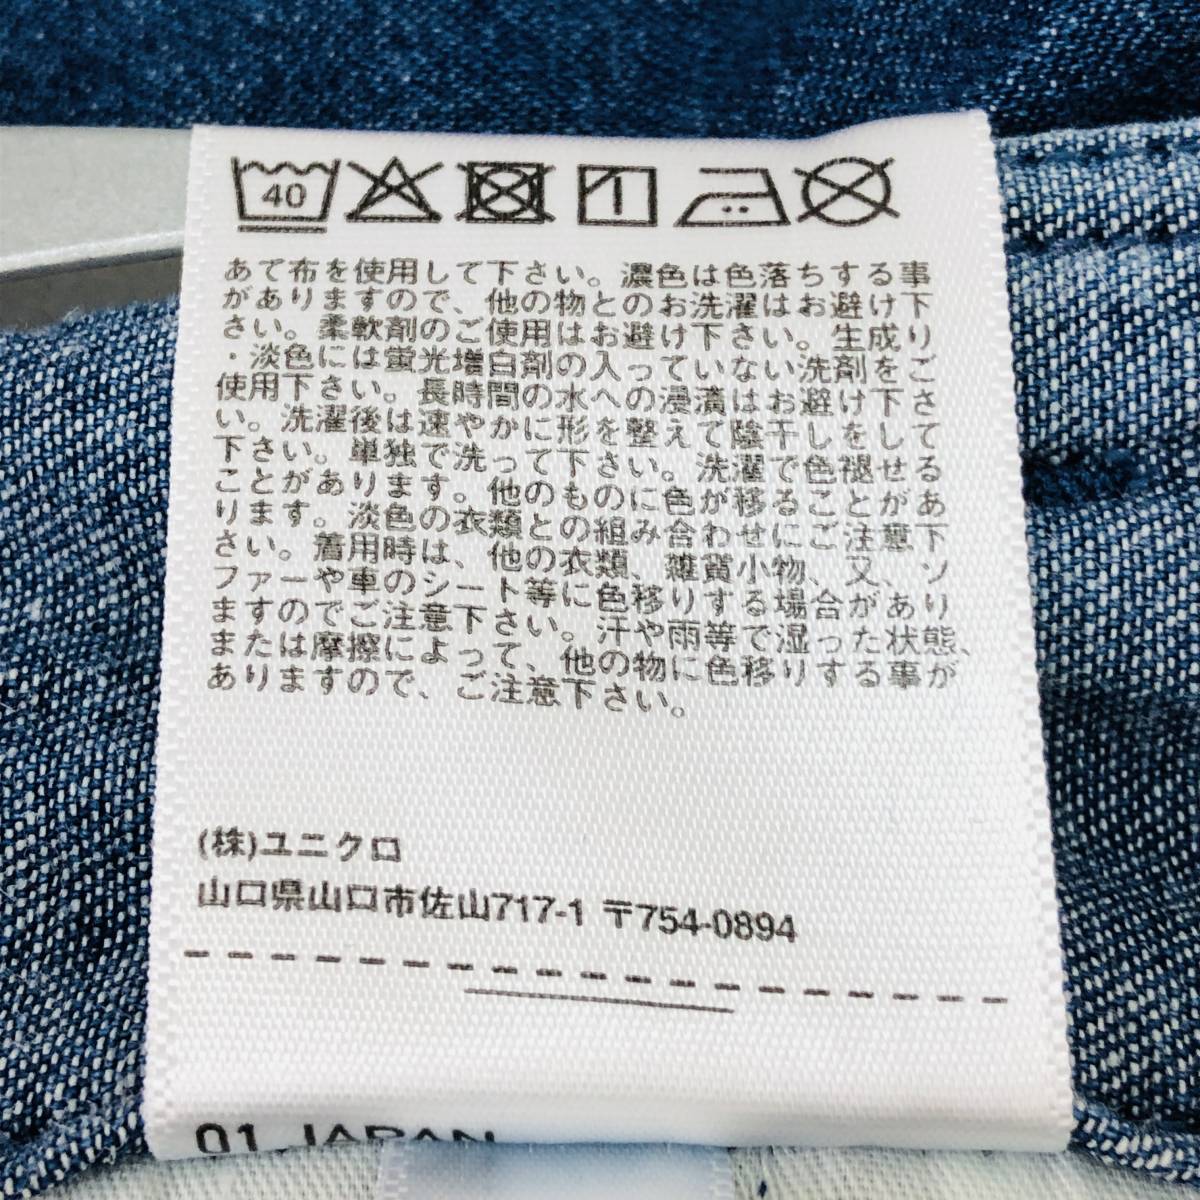 40
あて布を使用して下さい。濃色は色落ちする事
がありますので、他の物とのお洗濯はお避け下
さい。柔軟剤のご使用はお避け下さい。生成り
・淡色には蛍光増白剤の入っていない洗剤をご
使用下さい。長時間の水への浸漬はお避け下さ
い。洗濯後は速やかに形を整えて陰干しをして
下さい。単独で洗って下さい。洗濯で色褪せる
ことがあります。他のものに色が移ることがあ
ります。淡色の衣類との組み合わせにご注意下
さい。着用時は、他の衣類、雑貨小物、又、ソ
ファーや車のシート等に色移りする場合があり
ますのでご注意下さい。汗や雨等で湿った状態、
または摩擦によって、他の物に色移りする事が
ありますので、ご注意下さい。
(株)ユニクロ
山口県山口市佐山717-1 〒754-0894
01 JAPAN